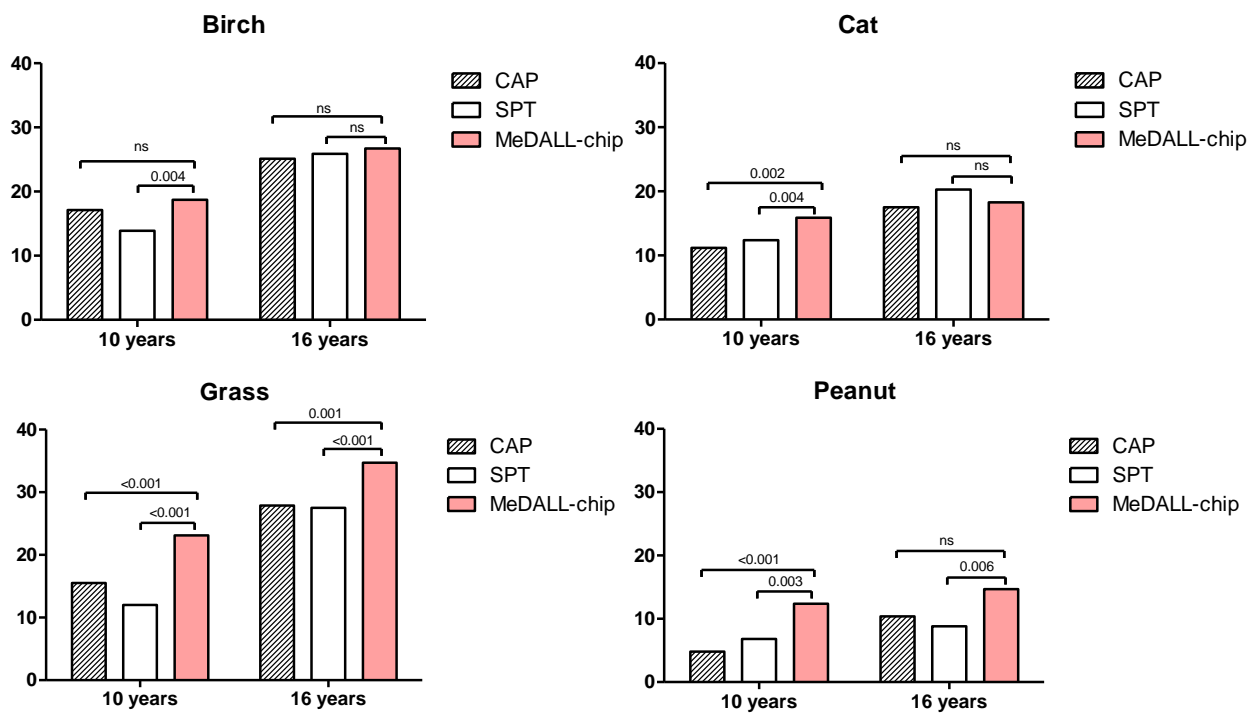 Birch
40
30
20
10
0
ns
0.004
ns
ns
10 years
16 years
CAP
SPT
MeDALL-chip
Cat
40
30
20
10
0
0.002
0.004
ns
ns
10 years
16 years
CAP
SPT
MeDALL-chip
Grass
40
30
20
10
0
<0.001
<0.001
0.001
<0.001
10 years
16 years
CAP
SPT
MeDALL-chip
Peanut
40
30
20
10
0
<0.001
0.003
ns
0.006
10 years
16 years
CAP
SPT
MeDALL-chip